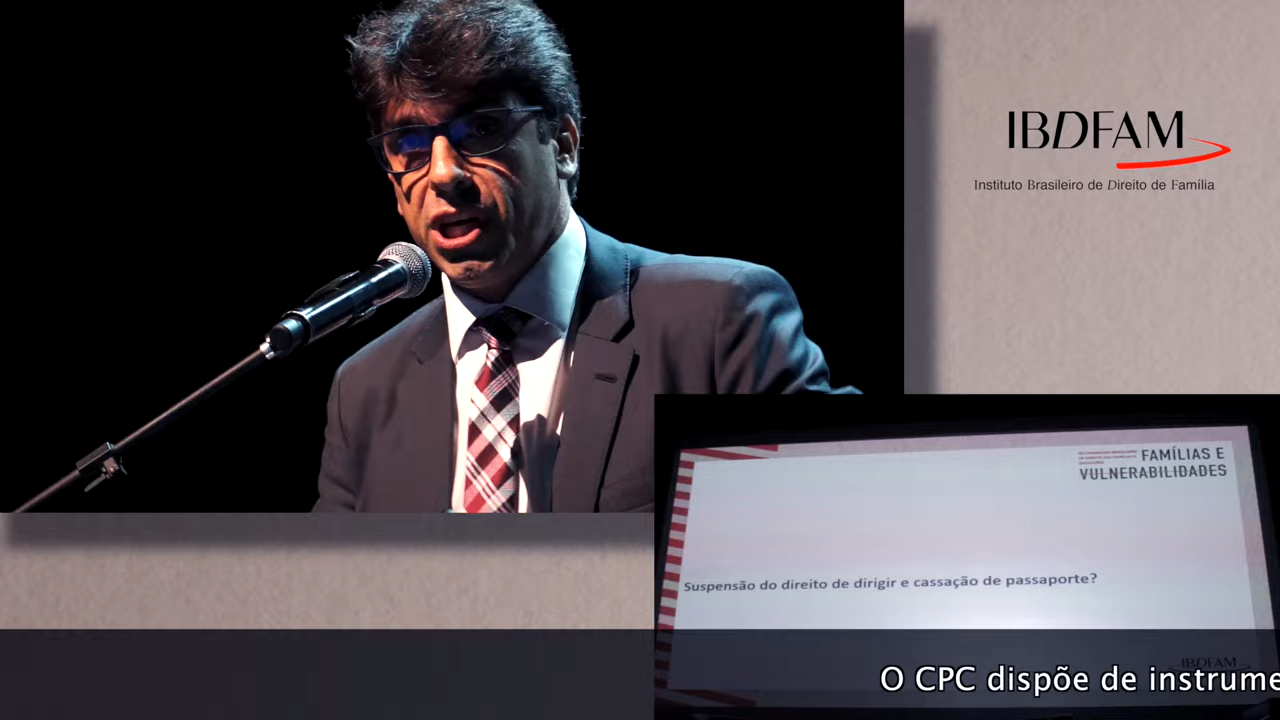 IBDFAM
Instituto Brasileiro de Direito de Família
FAMÍLIAS E
VULNERABILIDADES
Suspensão do direito de dirigir e cassação de passaporte?
IBDFAM
O CPC dispõe de instrume